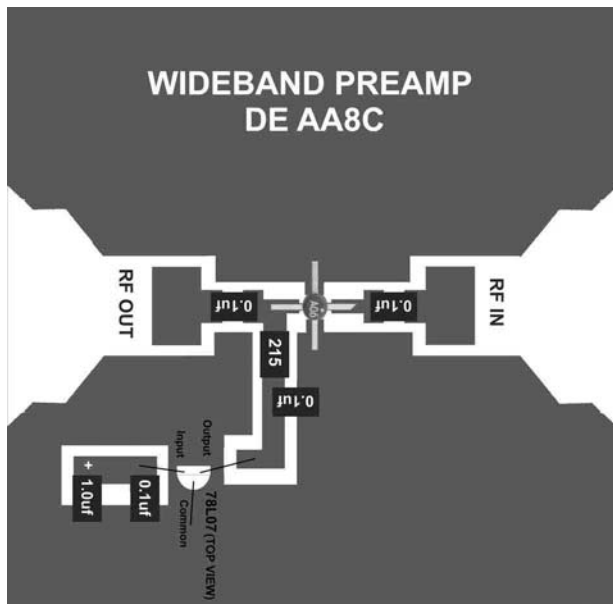 WIDEBAND PREAMP
DE AA8C
RF OUT
0.1uf
A06
0.1uf
RF IN
215
0.1uf
Output
Input
+
1.0uf
0.1uf
Common
78L07 (TOP VIEW)